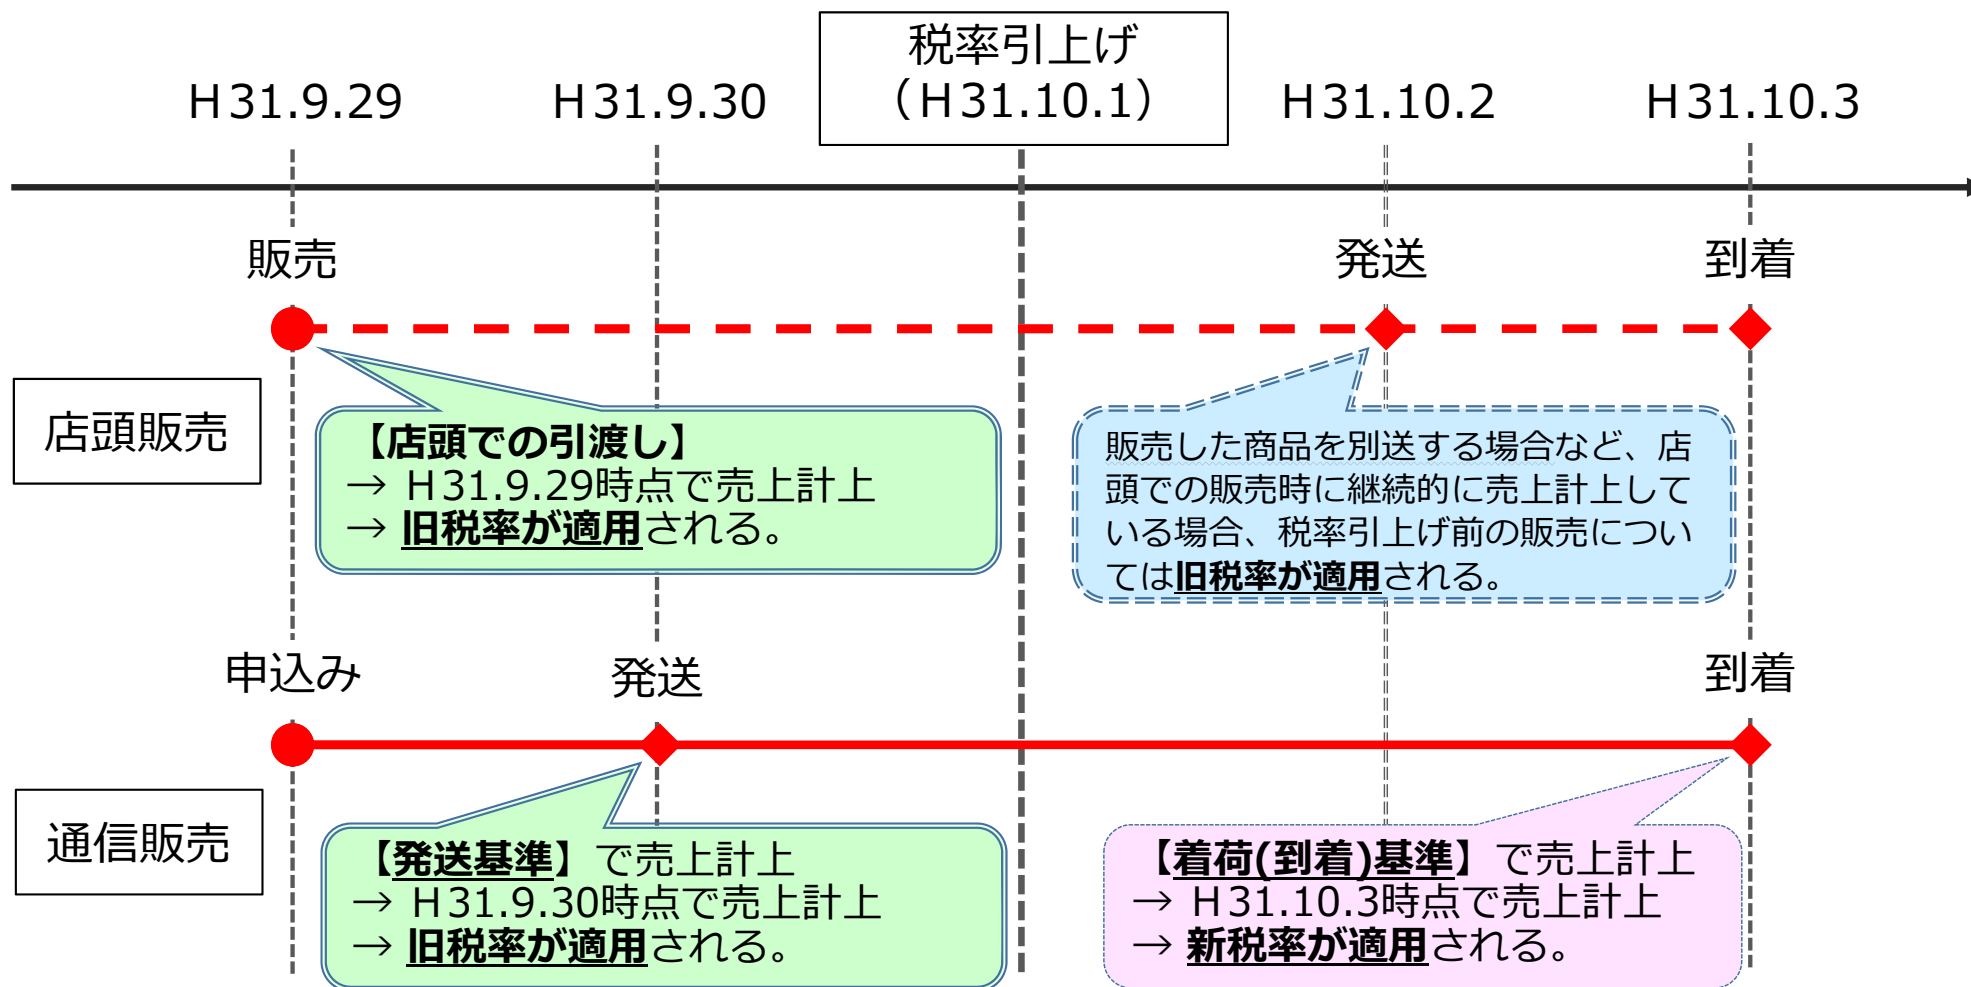 税率引上げ
（H31.10.1）
H31.9.29
H31.9.30
H31.10.2
H31.10.3
販売
発送
到着
店頭販売
【店頭での引渡し】
→ H31.9.29時点で売上計上
→ 旧税率が適用される。
販売した商品を別送する場合など、店
頭での販売時に継続的に売上計上して
いる場合、税率引上げ前の販売につい
ては旧税率が適用される。
申込み
発送
到着
通信販売
【発送基準】で売上計上
→ H31.9.30時点で売上計上
→ 旧税率が適用される。
【着荷(到着)基準】で売上計上
→ H31.10.3時点で売上計上
→ 新税率が適用される。